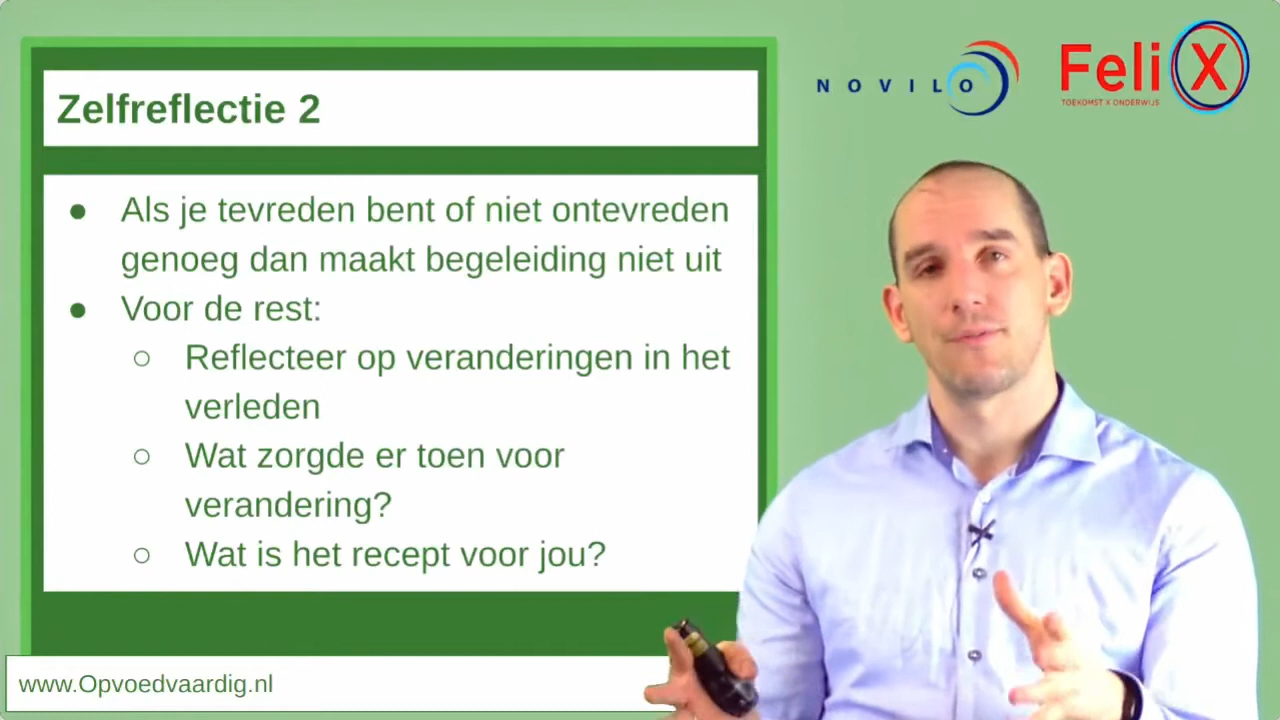 Zelfreflectie 2
● Als je tevreden bent of niet ontevreden
genoeg dan maakt begeleiding niet uit
● Voor de rest:
○ Reflecteer op veranderingen in het
verleden
○ Wat zorgde er toen voor
verandering?
○ Wat is het recept voor jou?
www.Opvoedvaardig.nl
NOVILO
FeliX
TOEKOMST X ONDERWIJS